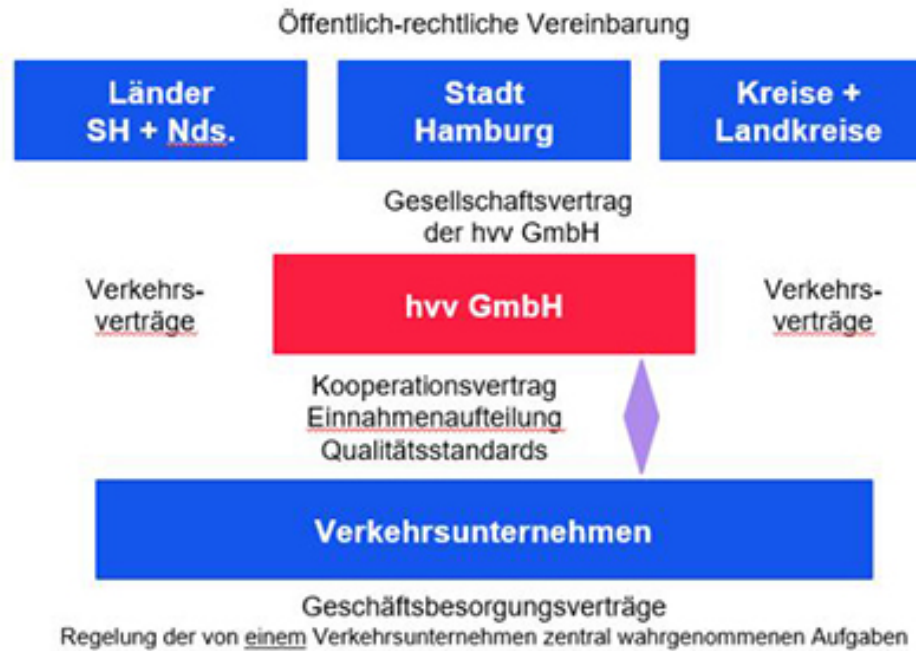 Öffentlich-rechtliche Vereinbarung
Länder
SH + Nds.
Stadt
Hamburg
Kreise +
Landkreise
Gesellschaftsvertrag
der hvv GmbH
Verkehrs-
verträge
hvv GmbH
Verkehrs-
verträge
Kooperationsvertrag
Einnahmenaufteilung
Qualitätsstandards
Verkehrsunternehmen
Geschäftsbesorgungsverträge
Regelung der von einem Verkehrsunternehmen zentral wahrgenommenen Aufgaben